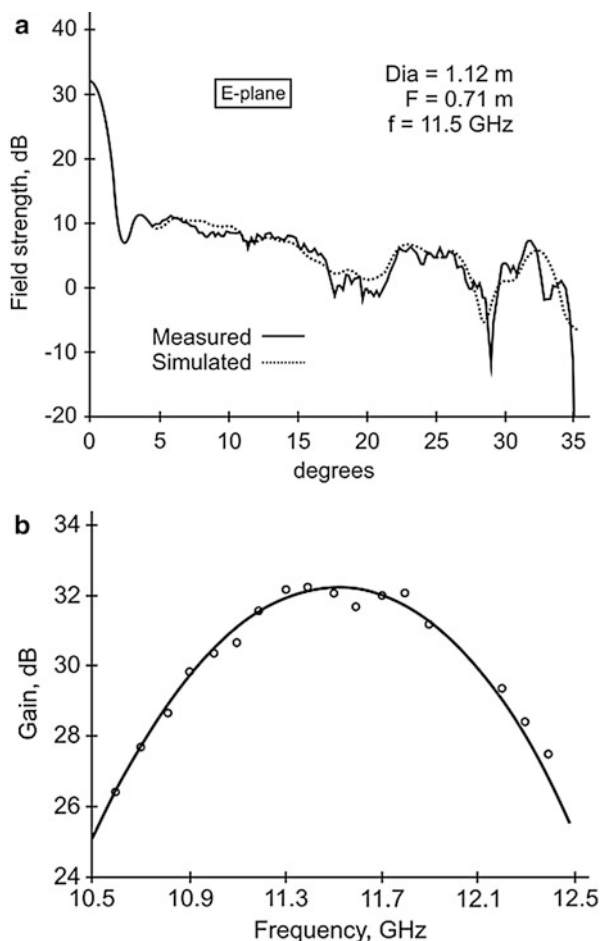 a
40
30
20
10
0
-10
-20
Field strength, dB
E-plane
Dia = 1.12 m
F = 0.71 m
f = 11.5 GHz
Measured
Simulated
0 5 10 15 20 25 30 35
degrees
b
34
32
30
28
26
24
Gain, dB
10.5 10.9 11.3 11.7 12.1 12.5
Frequency, GHz